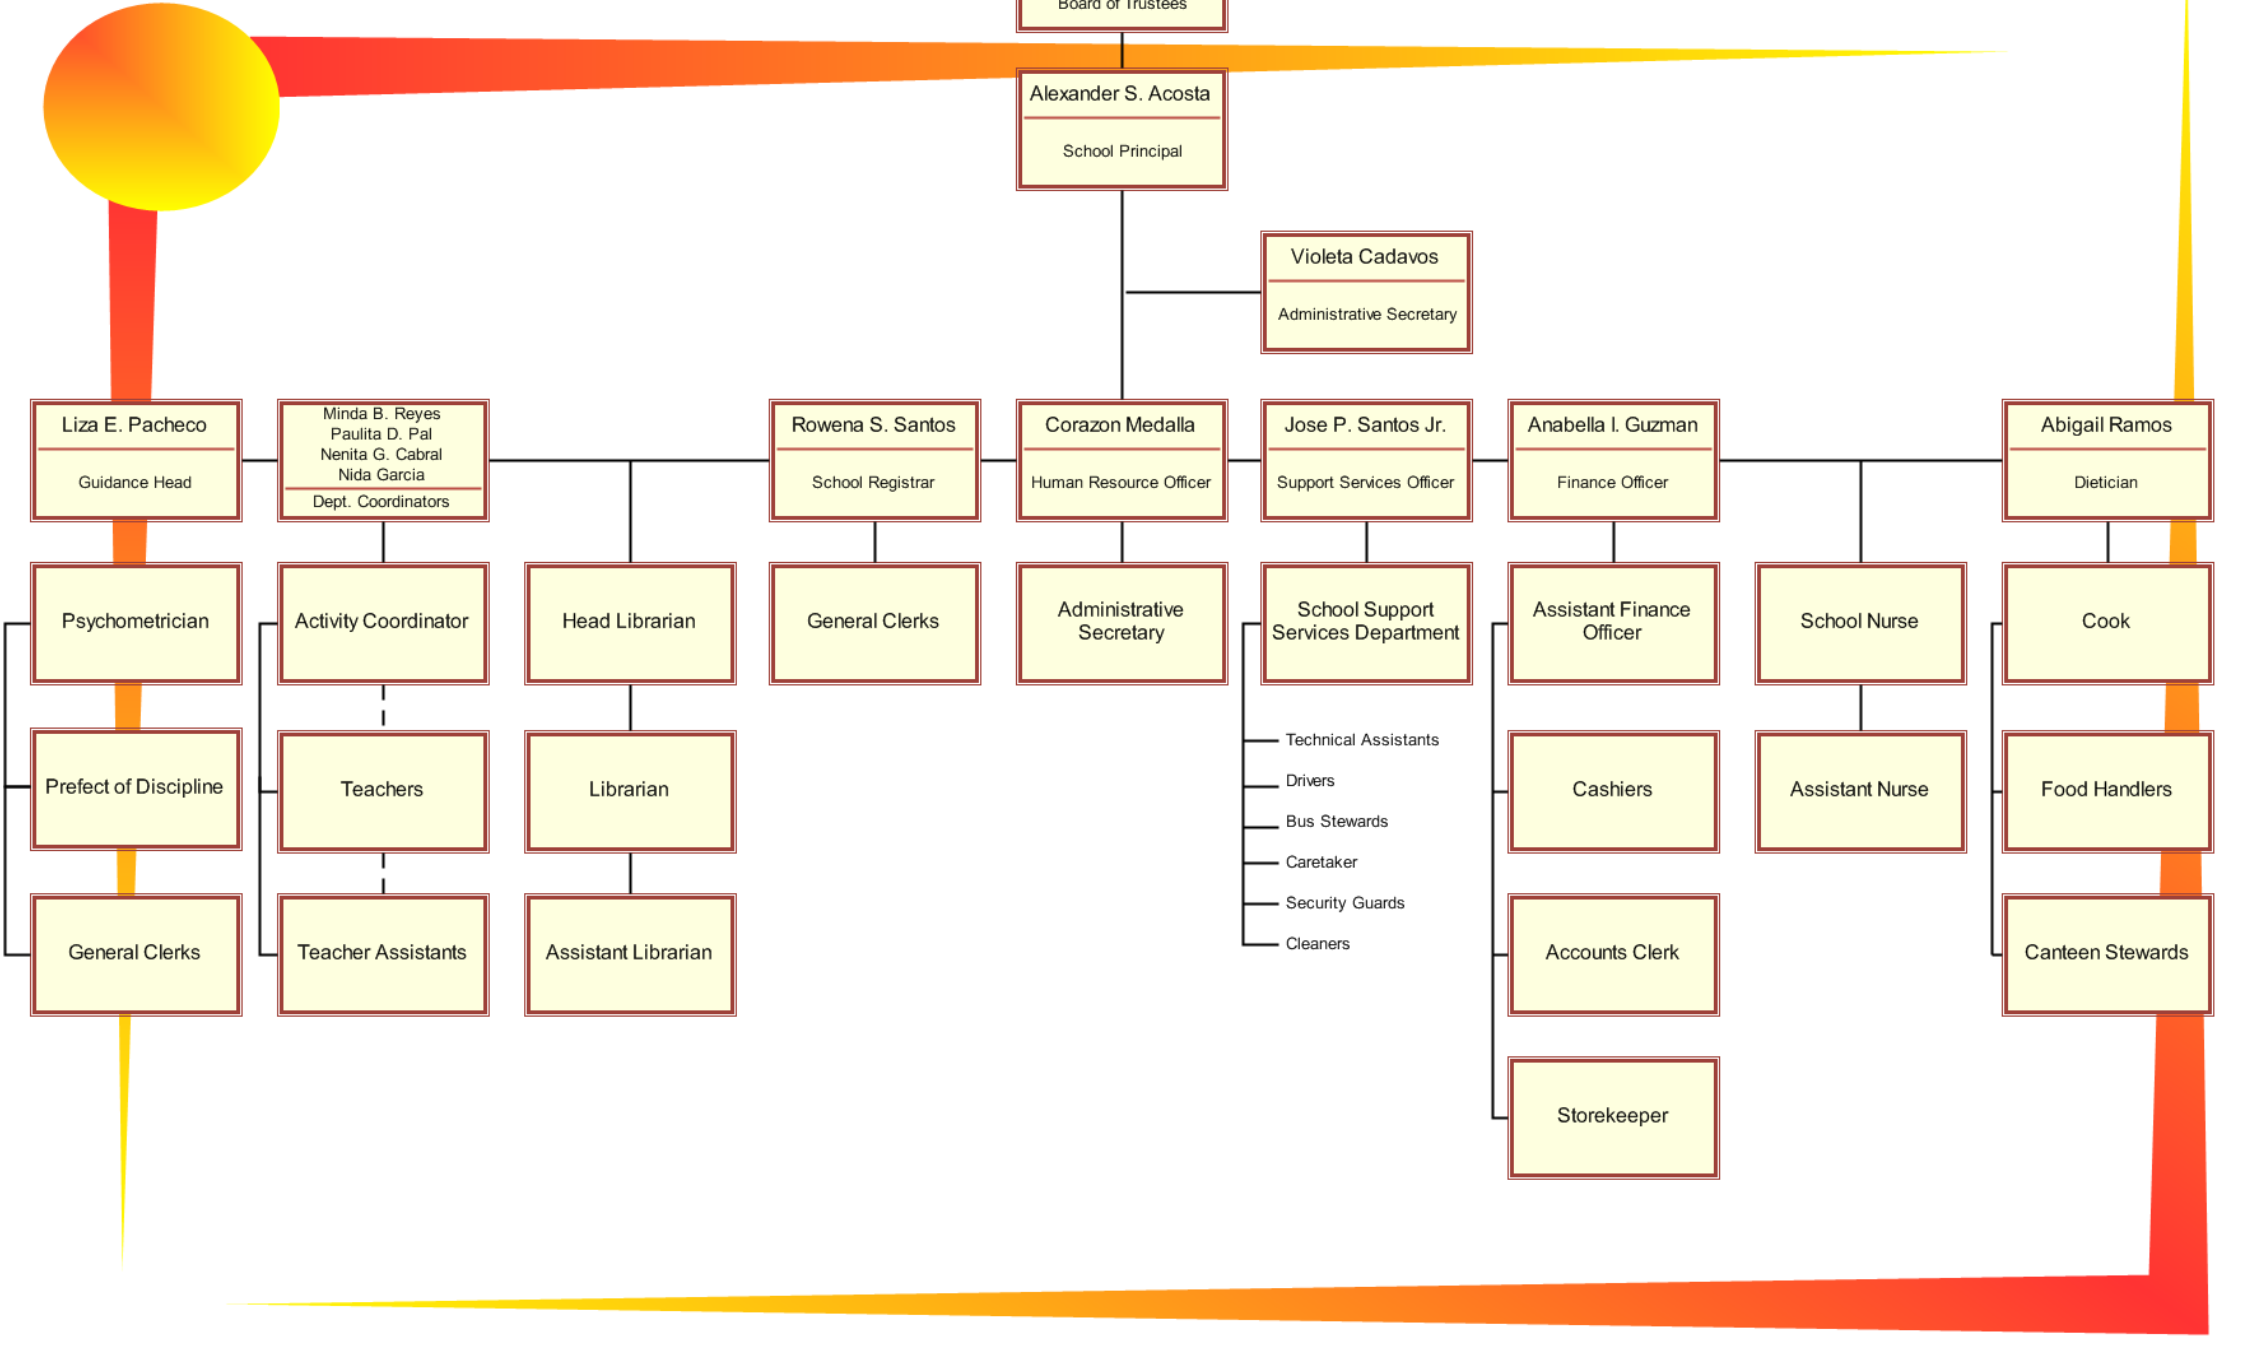 Board of Trustees
Alexander S. Acosta
School Principal
Violeta Cadavos
Administrative Secretary
Liza E. Pacheco
Guidance Head
Minda B. Reyes
Paulita D. Pal
Nenita G. Cabral
Nida Garcia
Dept. Coordinators
Rowena S. Santos
School Registrar
Corazon Medalla
Human Resource Officer
Jose P. Santos Jr.
Support Services Officer
Anabella I. Guzman
Finance Officer
Abigail Ramos
Dietician
Psychometrician
Activity Coordinator
Head Librarian
General Clerks
Administrative
Secretary
School Support
Services Department
Assistant Finance
Officer
School Nurse
Cook
Prefect of Discipline
Teachers
Librarian
Technical Assistants
Drivers
Bus Stewards
Caretaker
Security Guards
Cleaners
Cashiers
Assistant Nurse
Food Handlers
General Clerks
Teacher Assistants
Assistant Librarian
Accounts Clerk
Canteen Stewards
Storekeeper